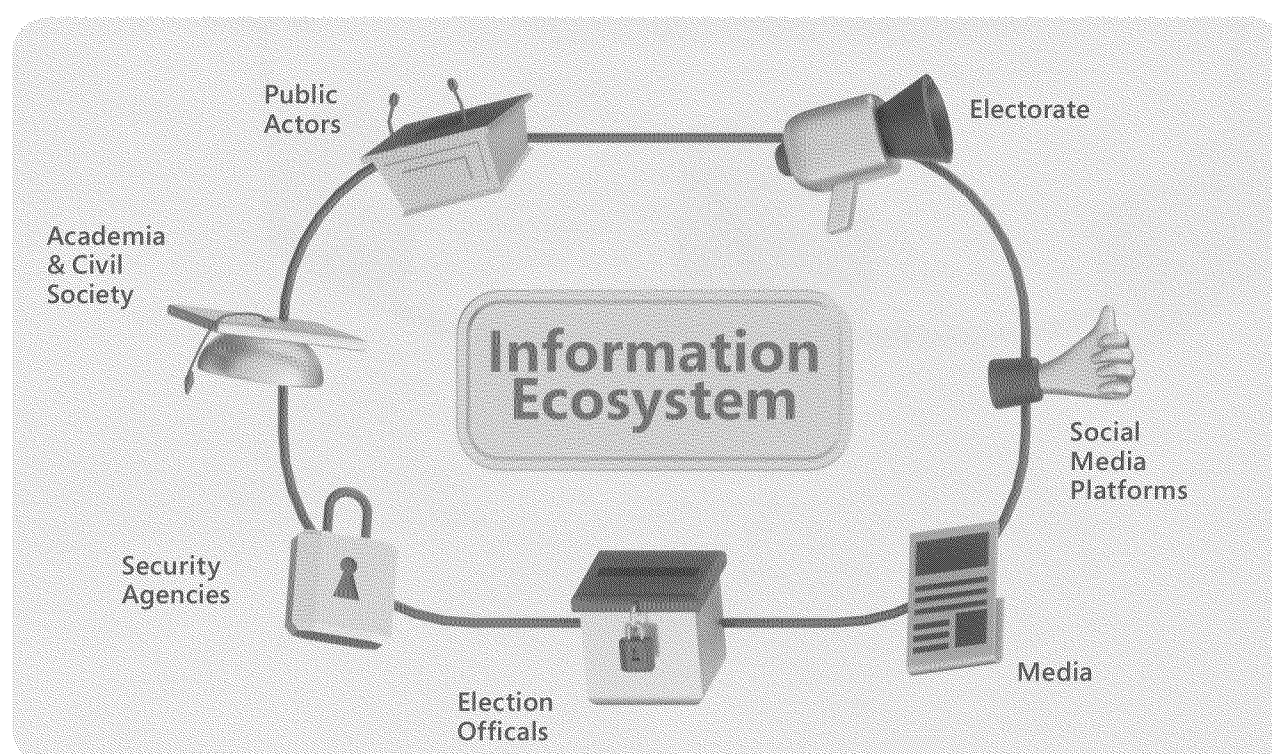 Public
Actors
Electorate
Academia
& Civil
Society
Information
Ecosystem
Social
Media
Platforms
Security
Agencies
Media
Election
Officals